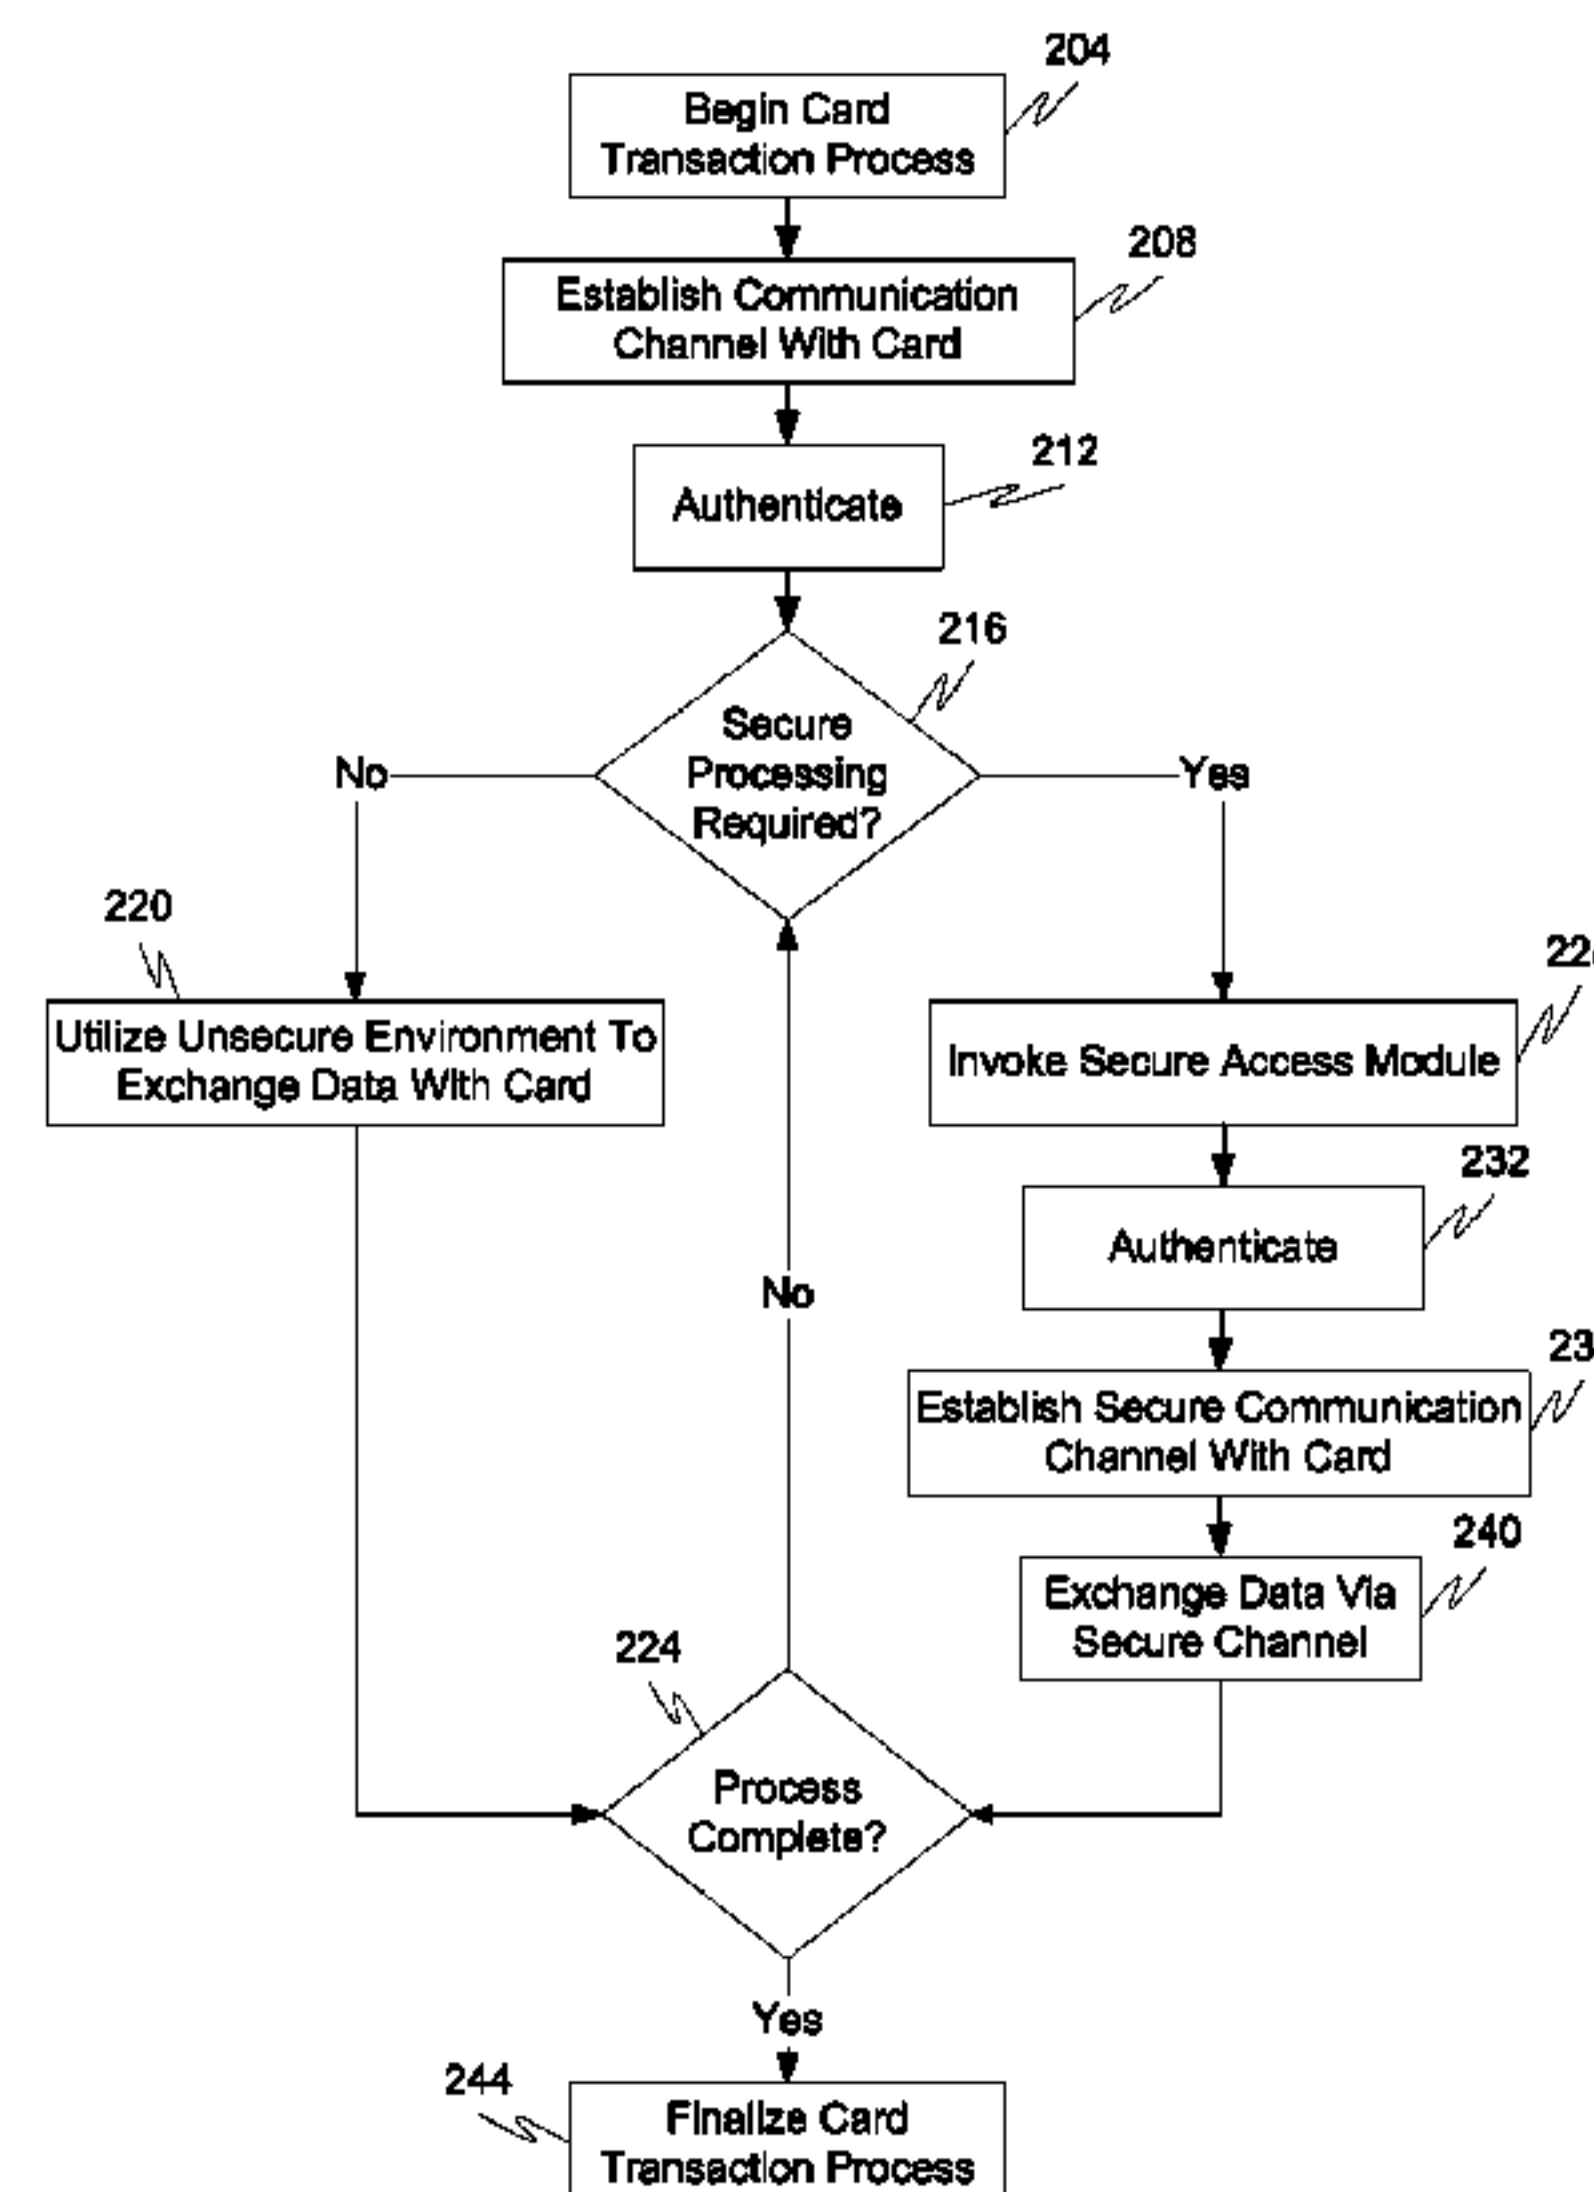 204
Begin Card
Transaction Process
208
Establish Communication
Channel With Card
212
Authenticate
216
Secure
Processing
Required?
No
Yes
220
Utilize Unsecure Environment To
Exchange Data With Card
Invoke Secure Access Module
232
Authenticate
No
Establish Secure Communication
Channel With Card
240
Exchange Data Via
Secure Channel
224
Process
Complete?
Yes
244
Finalize Card
Transaction Process